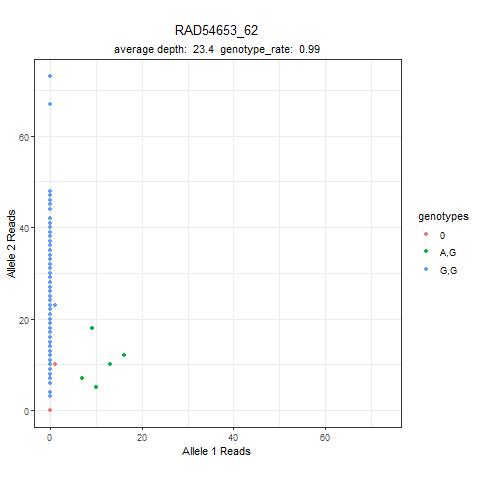 RAD54653_62
average depth:  23.4  genotype_rate:  0.99
Allele 2 Reads
60
40
20
0
0
20
40
60
Allele 1 Reads
genotypes
0
A,G
G,G